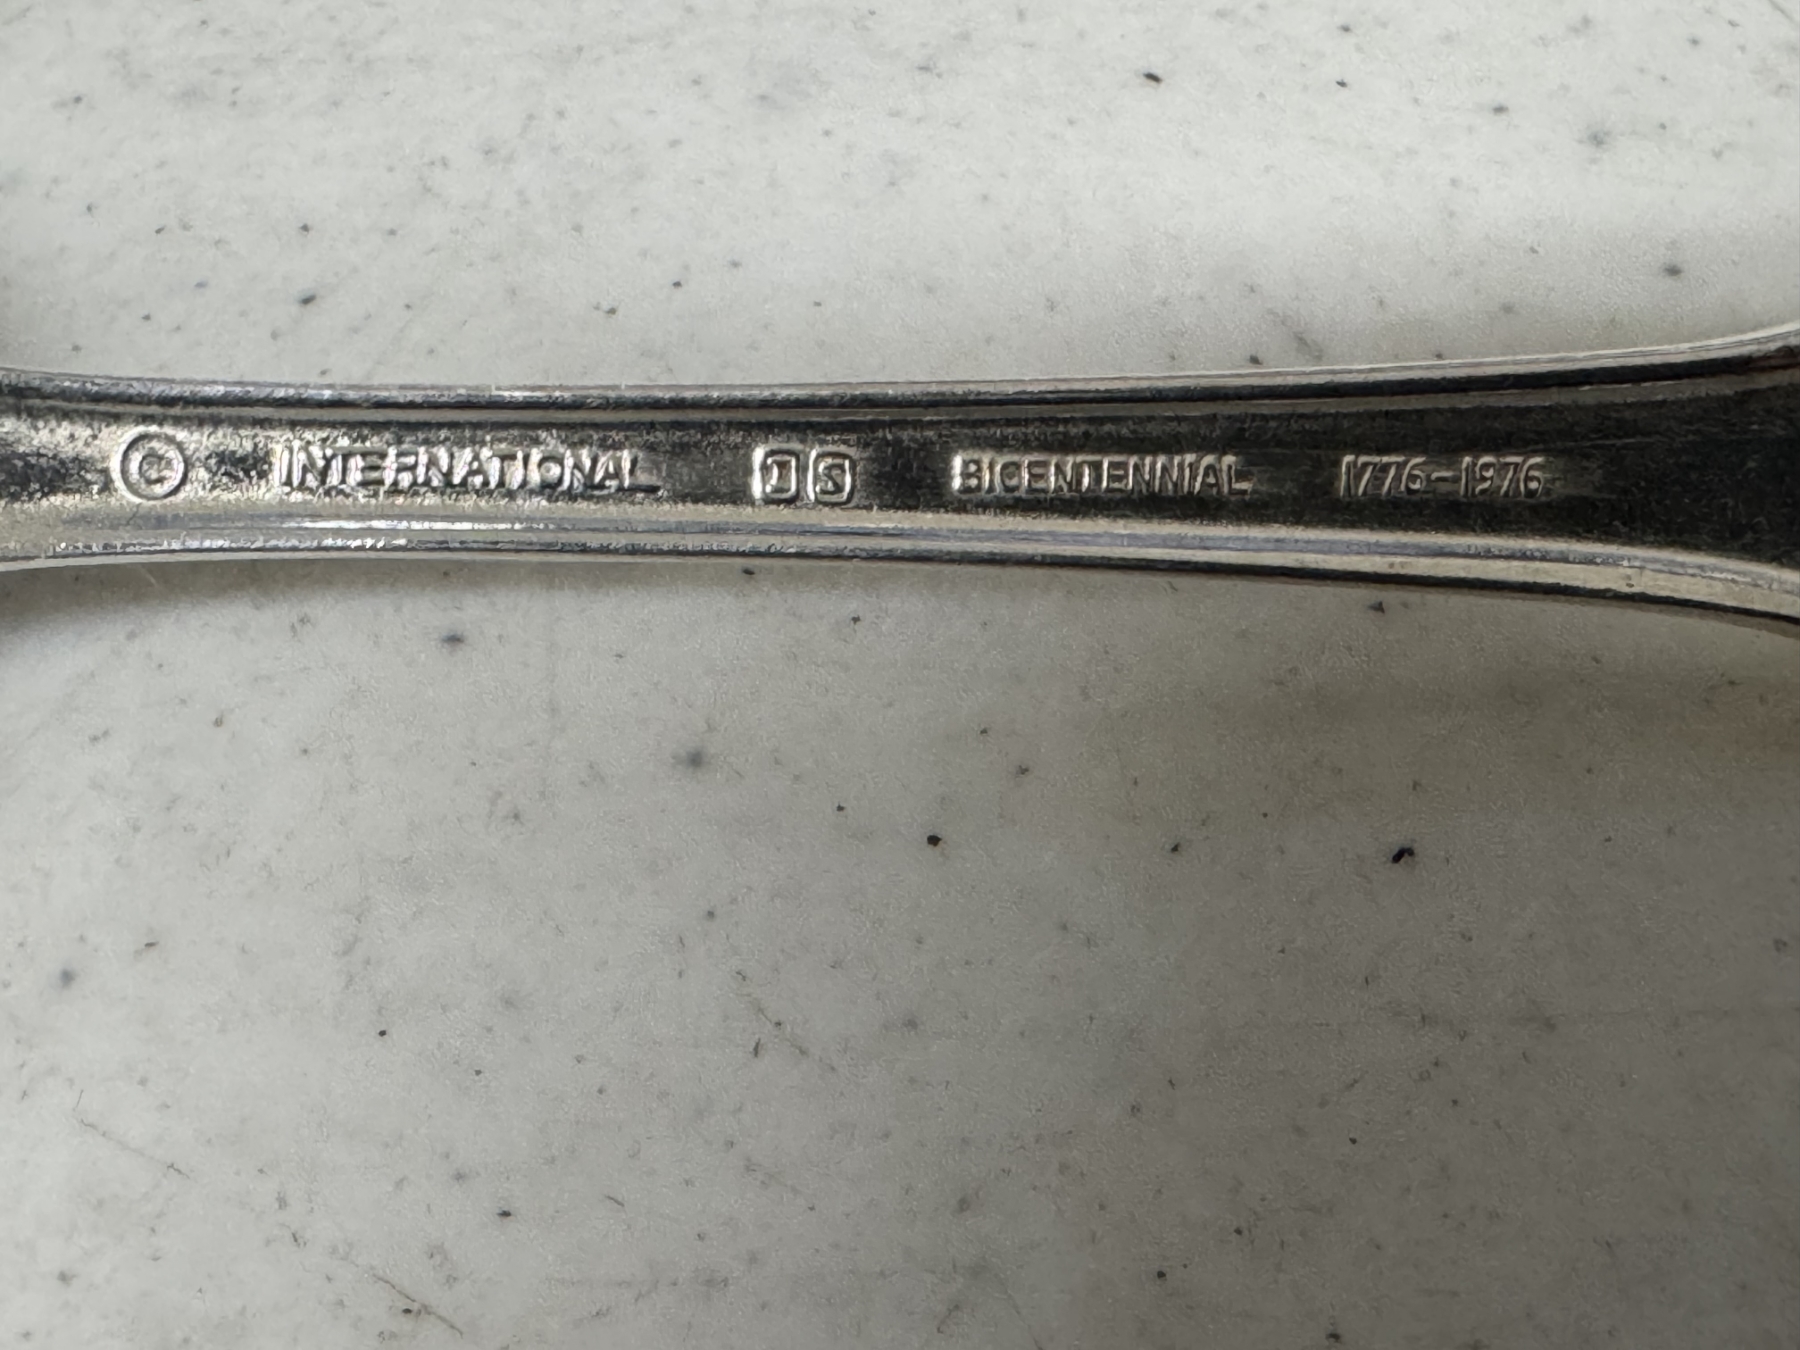 © INTERNATIONAL IS BICENTENNIAL 1776-1976